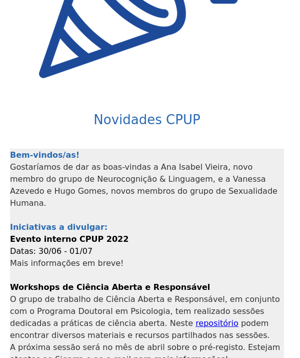 Novidades CPUP
Bem-vindos/as!
Gostaríamos de dar as boas-vindas a Ana Isabel Vieira, novo
membro do grupo de Neurocognição & Linguagem, e a Vanessa
Azevedo e Hugo Gomes, novos membros do grupo de Sexualidade
Humana.
Iniciativas a divulgar:
Evento interno CPUP 2022
Datas: 30/06 - 01/07
Mais informações em breve!
Workshops de Ciência Aberta e Responsável
O grupo de trabalho de Ciência Aberta e Responsável, em conjunto
com o Programa Doutoral em Psicologia, tem realizado sessões
dedicadas a práticas de ciência aberta. Neste repositório podem
encontrar diversos materiais e recursos partilhados nas sessões.
A próxima sessão será no mês de abril sobre o pré-registo. Estejam